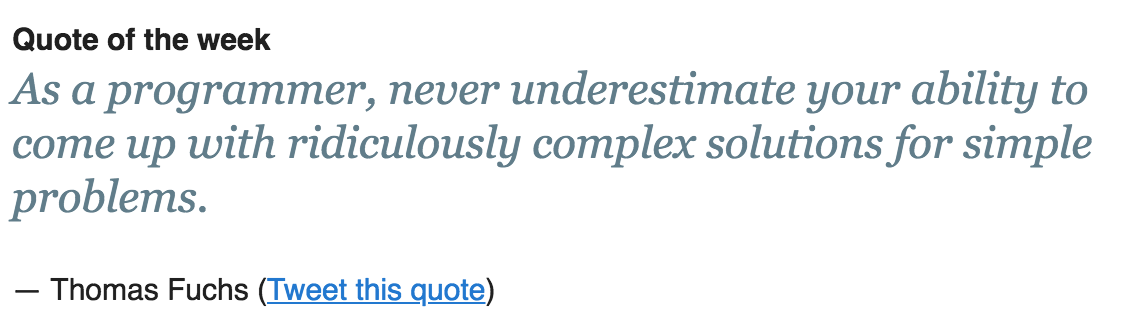 Quote of the week
As a programmer, never underestimate your ability to
come up with ridiculously complex solutions for simple
problems.
— Thomas Fuchs (Tweet this quote)